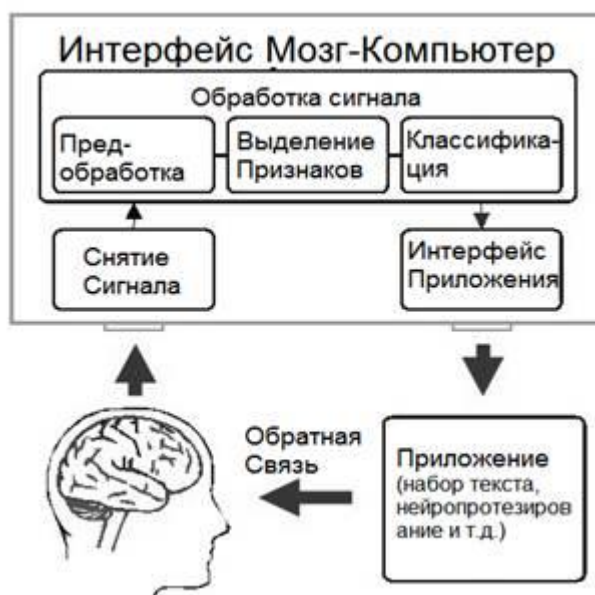 Интерфейс Мозг-Компьютер
Обработка сигнала
Пред-
обработка
Выделение
Признаков
Классифика-
ция
Снятие
Сигнала
Интерфейс
Приложения
Обратная
Связь
Приложение
(набор текста,
нейропротезиров
ание и т.д.)